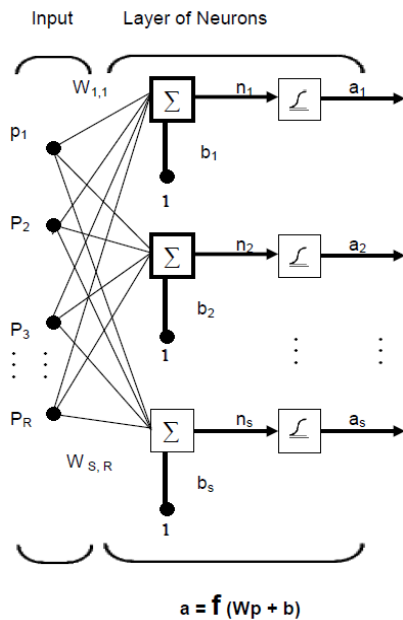 Input Layer of Neurons
W1,1
p1
Σ n1 a1
b1
1
P2
Σ n2 a2
b2
1
P3
PR
Σ ns as
W S, R
bs
1
a = f (Wp + b)